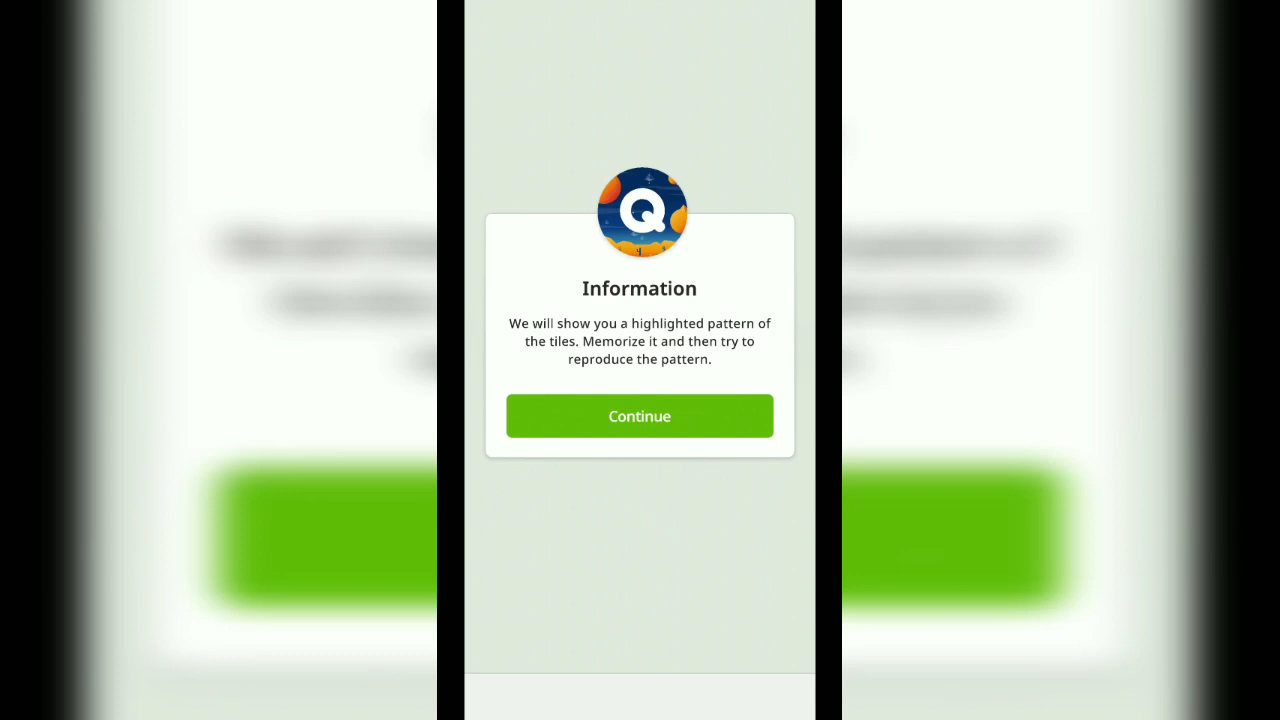 Q
Information
We will show you a highlighted pattern of
the tiles. Memorize it and then try to
reproduce the pattern.
Continue